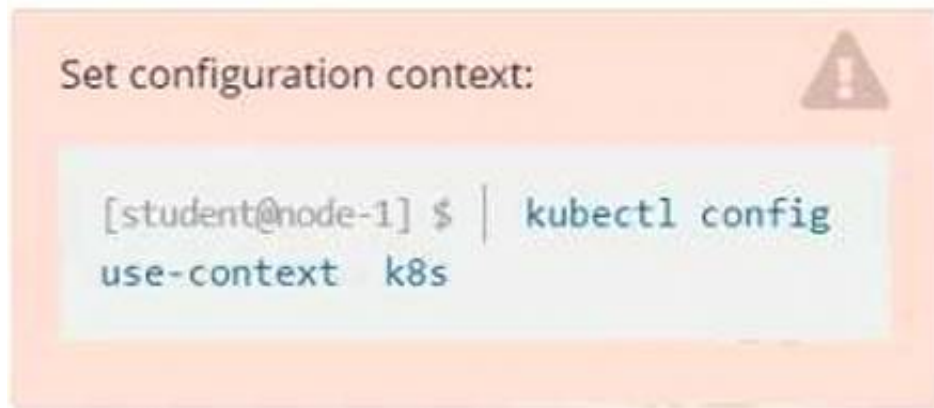 Set configuration context:
[student@node-1] $ | kubectl config
use-context k8s